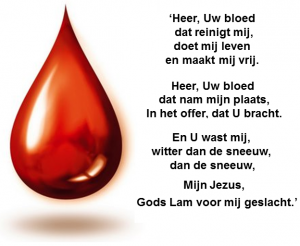 ‘Heer, Uw bloed
dat reinigt mij,
doet mij leven
en maakt mij vrij.
Heer, Uw bloed
dat nam mijn plaats,
In het offer, dat U bracht.
En U wast mij,
witter dan de sneeuw,
dan de sneeuw,
Mijn Jezus,
Gods Lam voor mij geslacht.’